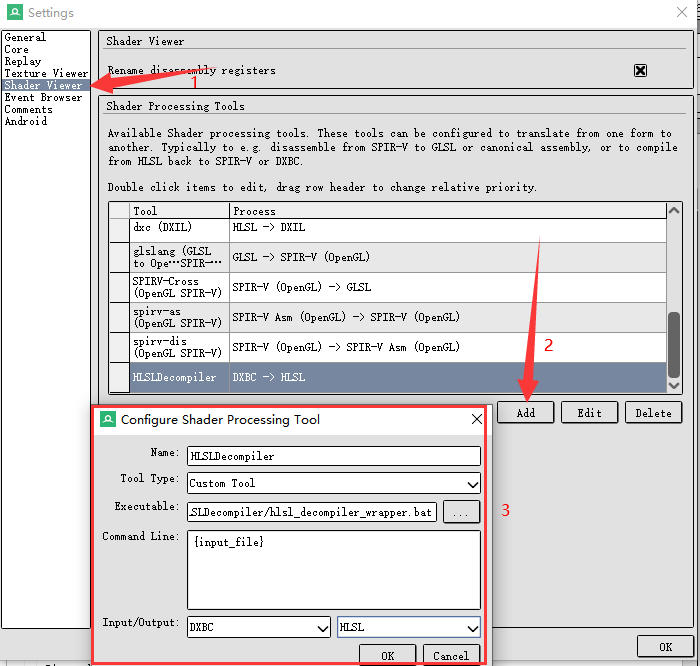 Settings
General
Core
Replay
Texture Viewer
Shader Viewer
Event Browser
Comments
Android
Shader Viewer
Rename disassembly registers
1
Shader Processing Tools
Available Shader processing tools. These tools can be configured to translate from one form to
another. Typically to e.g. disassemble from SPIR-V to GLSL or canonical assembly, or to compile
from HLSL back to SPIR-V or DXBC.
Double click items to edit, drag row header to change relative priority.
Tool Process
dxc (DXIL) HLSL -> DXIL
glslang (GLSL
to Ope…SPIR-… GLSL -> SPIR-V (OpenGL)
SPIRV-Cross
(OpenGL SPIR-V) SPIR-V (OpenGL) -> GLSL
spirv-as
(OpenGL SPIR-V) SPIR-V Asm (OpenGL) -> SPIR-V (OpenGL)
spirv-dis
(OpenGL SPIR-V) SPIR-V (OpenGL) -> SPIR-V Asm (OpenGL)
2
HLSLDecompiler DXBC -> HLSL
Add Edit Delete
Configure Shader Processing Tool
Name: HLSLDecompiler
Tool Type: Custom Tool
Executable: .SLDecompiler/hlsl_decompiler_wrapper.bat ...
3
Command Line: {input_file}
Input/Output: DXBC HLSL
OK Cancel
OK